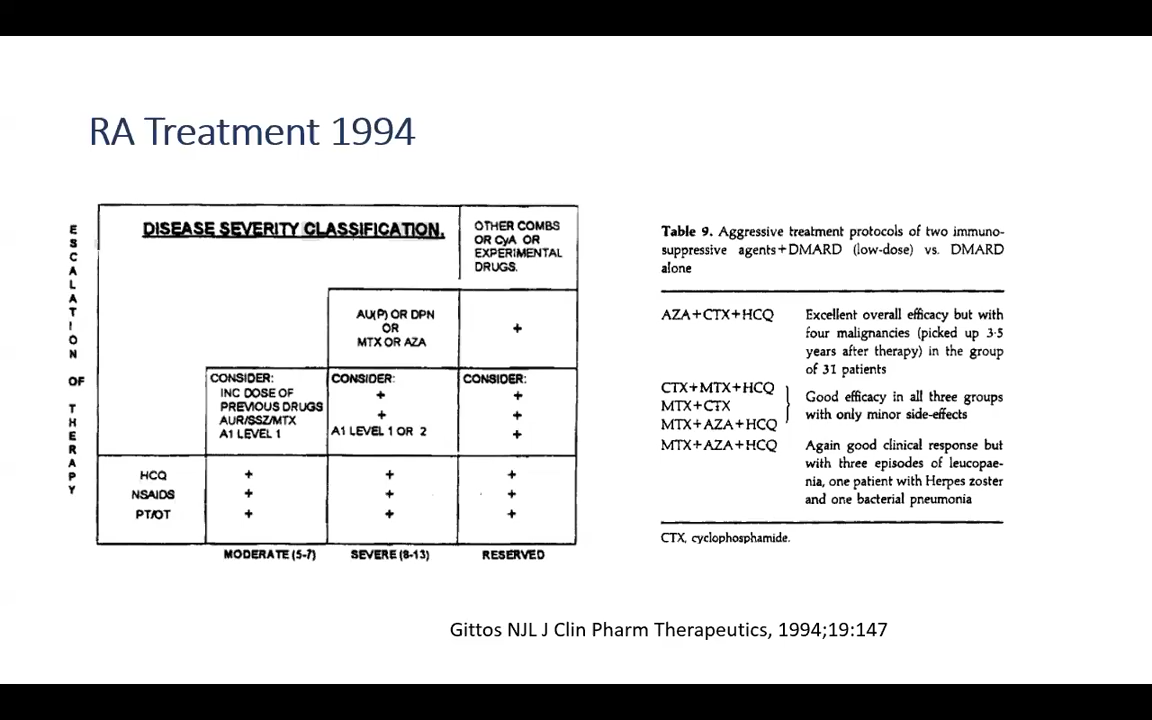 RA Treatment 1994
ESCALATION OF THERAPY
DISEASE SEVERITY CLASSIFICATION.
OTHER COMBS
OR CyA OR
EXPERIMENTAL
DRUGS.
AU(P) OR DPN
OR
MTX OR AZA
+
CONSIDER:
INC DOSE OF
PREVIOUS DRUGS
AUR/SSZ/MTX
A1 LEVEL 1
CONSIDER:
+
+
A1 LEVEL 1 OR 2
CONSIDER:
+
+
+
HCQ + + +
NSAIDS + + +
PT/OT + + +
MODERATE (5-7) SEVERE (8-13) RESERVED
Table 9. Aggressive treatment protocols of two immuno-
suppressive agents+DMARD (low-dose) vs. DMARD
alone
AZA+CTX+HCQ Excellent overall efficacy but with
four malignancies (picked up 3·5
years after therapy) in the group
of 31 patients
CTX+MTX+HCQ
MTX+CTX
MTX+AZA+HCQ
Good efficacy in all three groups
with only minor side-effects
MTX+AZA+HCQ Again good clinical response but
with three episodes of leucopae-
nia, one patient with Herpes zoster
and one bacterial pneumonia
CTX, cyclophosphamide.
Gittos NJL J Clin Pharm Therapeutics, 1994;19:147